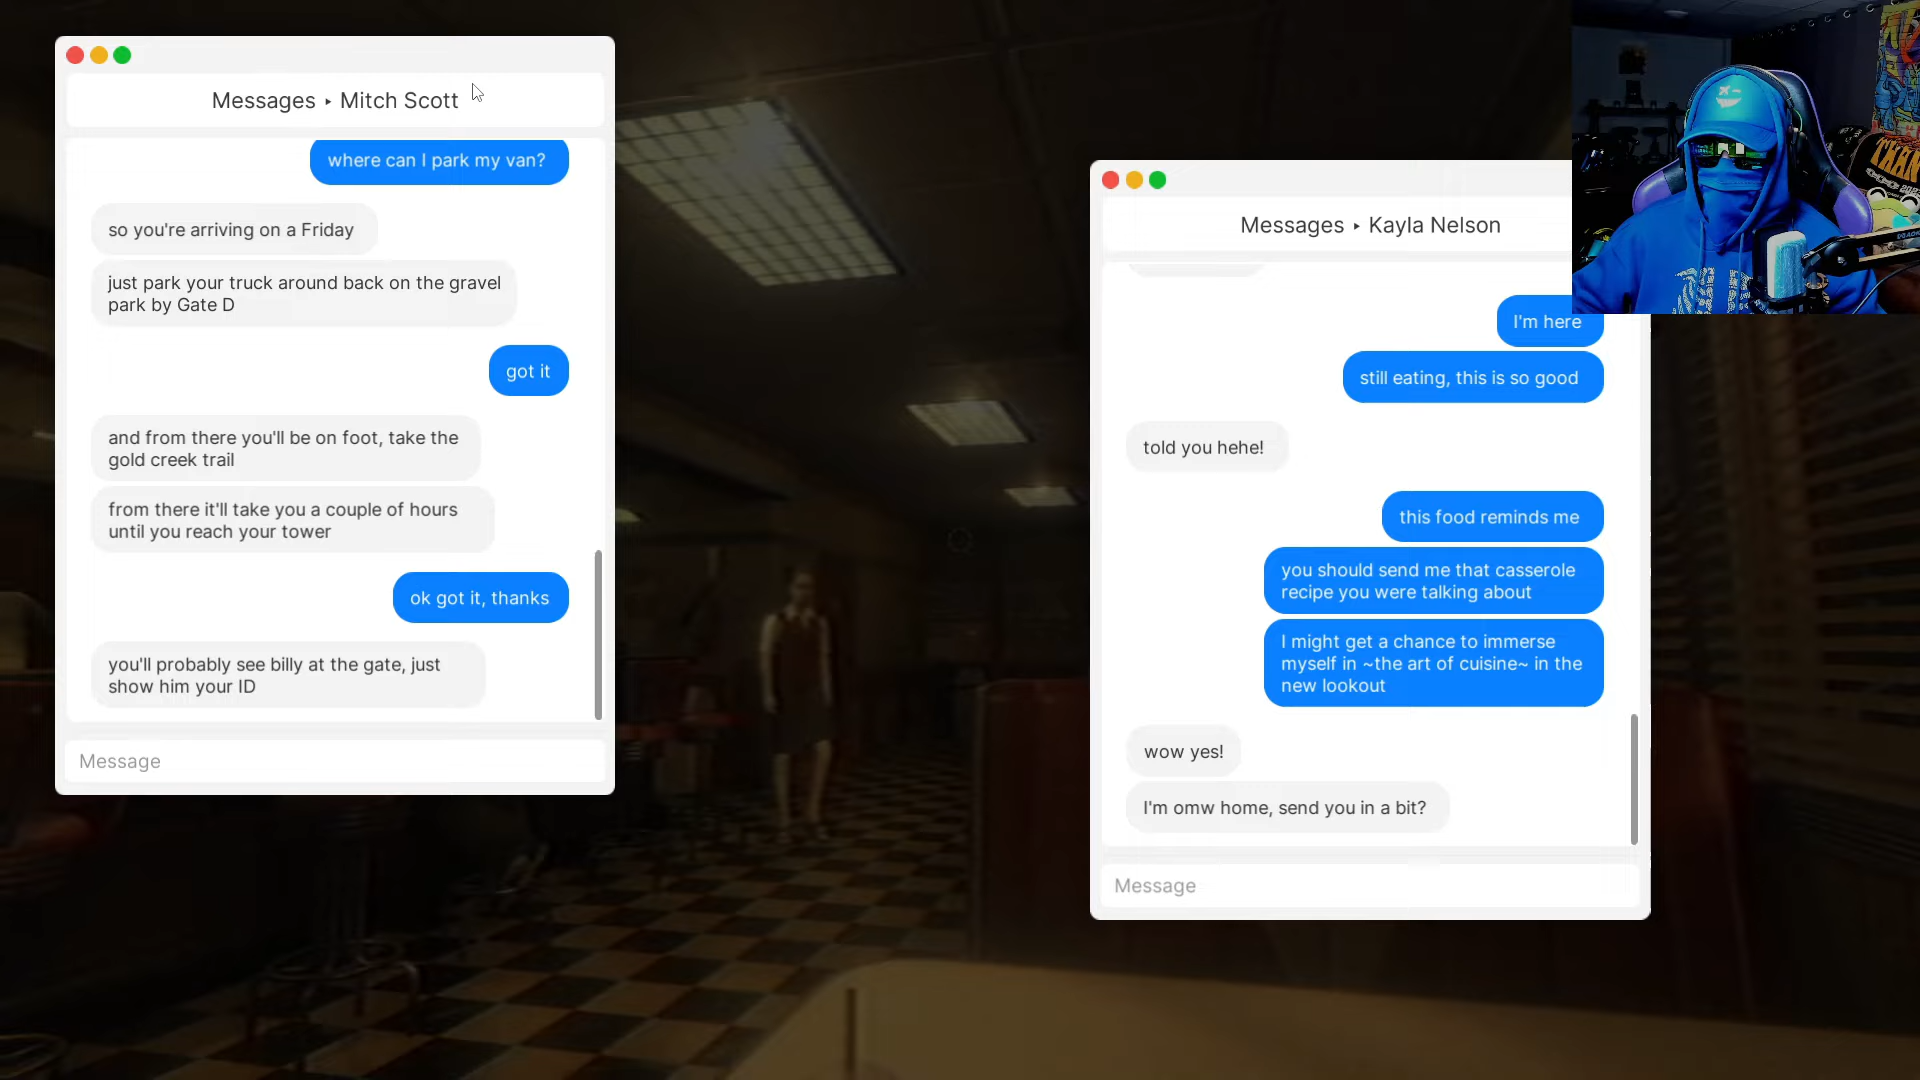 Messages ▸ Mitch Scott
where can I park my van?
so you're arriving on a Friday
just park your truck around back on the gravel
park by Gate D
got it
and from there you'll be on foot, take the
gold creek trail
from there it'll take you a couple of hours
until you reach your tower
ok got it, thanks
you'll probably see billy at the gate, just
show him your ID
Message
Messages ▸ Kayla Nelson
I'm here
still eating, this is so good
told you hehe!
this food reminds me
you should send me that casserole
recipe you were talking about
I might get a chance to immerse
myself in ~the art of cuisine~ in the
new lookout
wow yes!
I'm omw home, send you in a bit?
Message